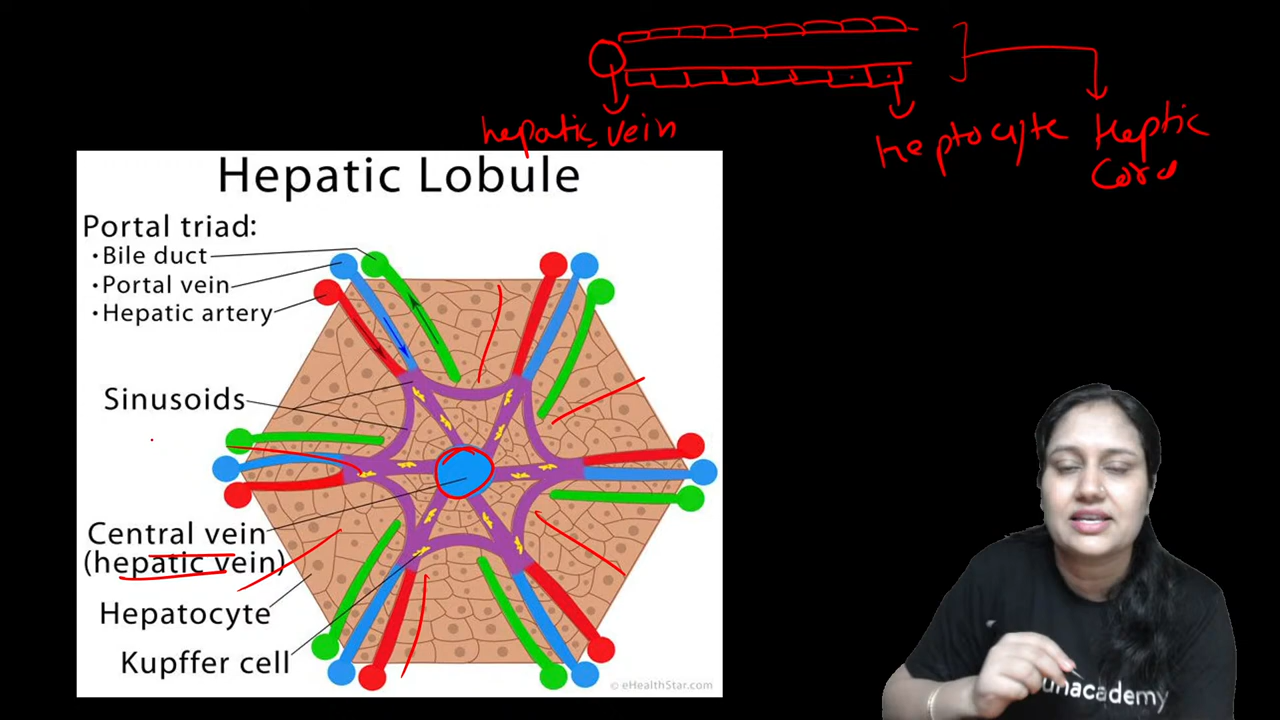 hepatic vein
heptocyte
Heptic
Cord
Hepatic Lobule
Portal triad:
• Bile duct
• Portal vein
• Hepatic artery
Sinusoids
Central vein
(hepatic vein)
Hepatocyte
Kupffer cell
© eHealthStar.com
unacademy